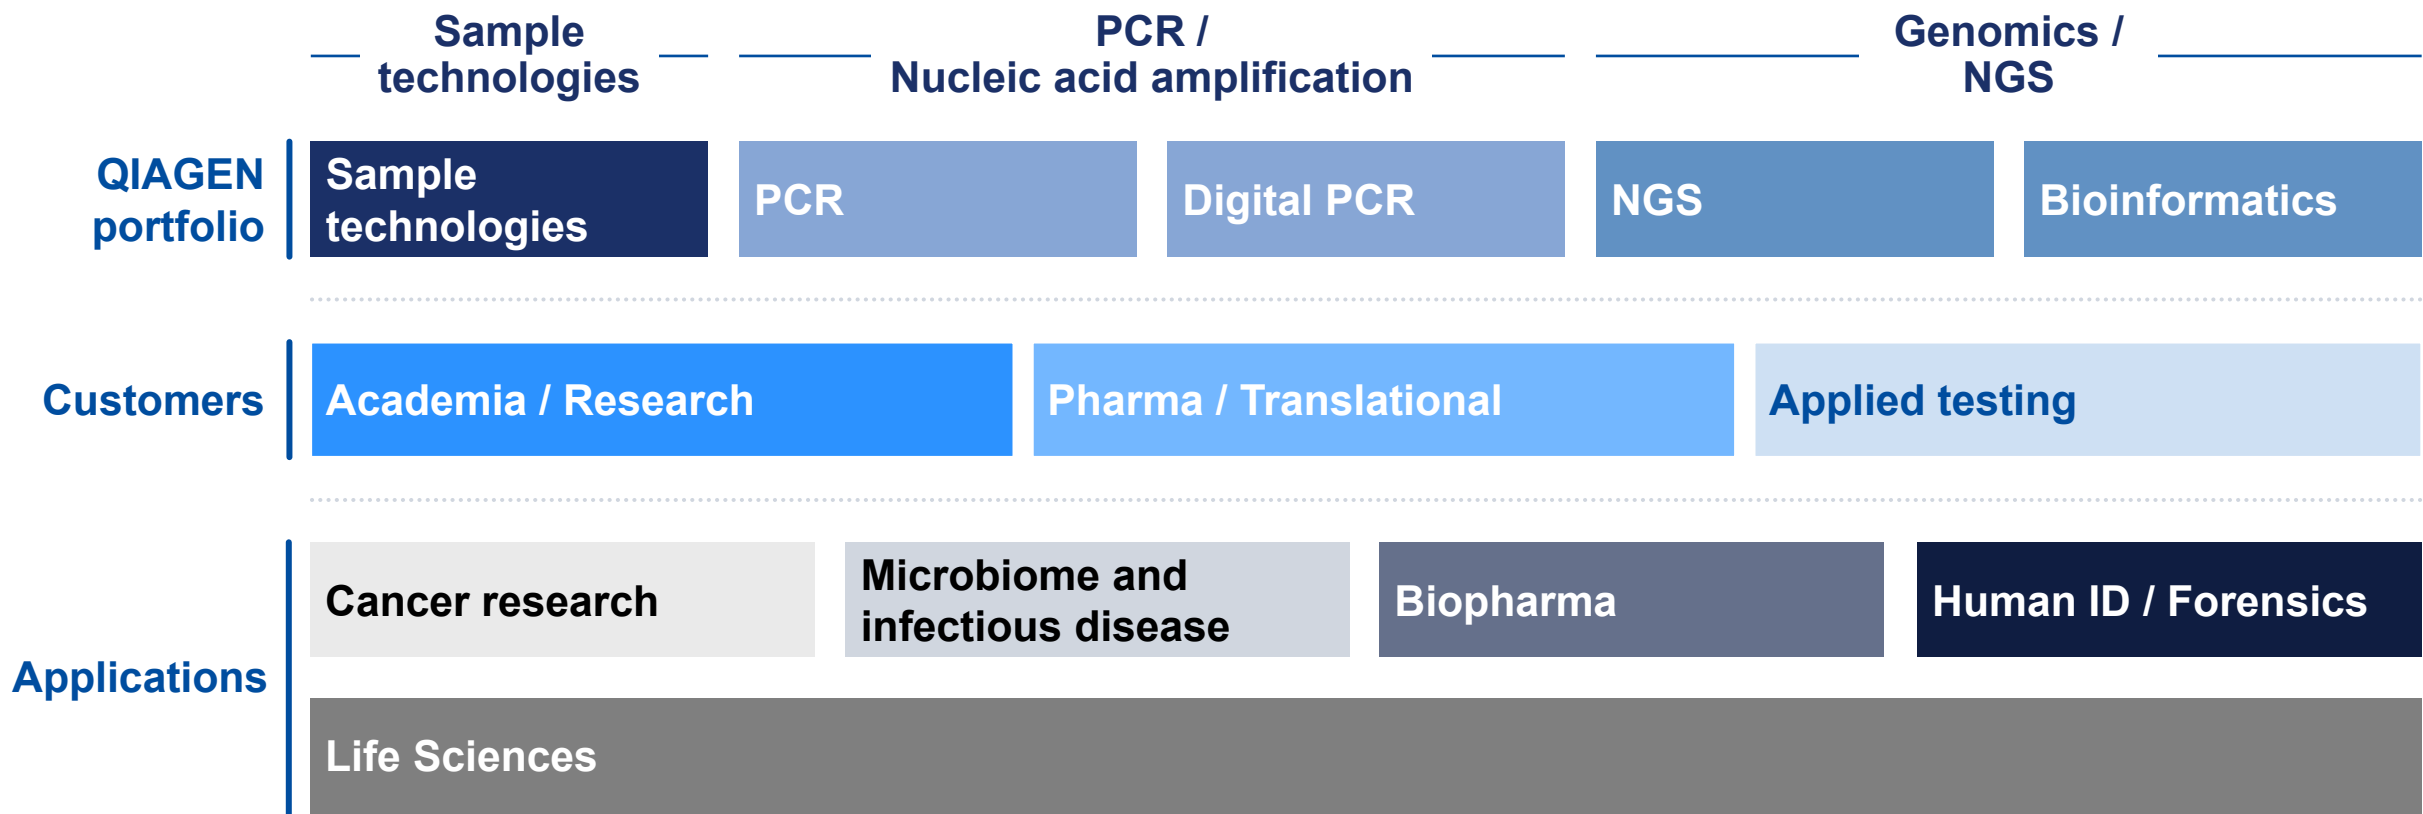 Sample
technologies
PCR /
Nucleic acid amplification
Genomics /
NGS
QIAGEN
portfolio
Sample
technologies
PCR
Digital PCR
NGS
Bioinformatics
Customers
Academia / Research
Pharma / Translational
Applied testing
Applications
Cancer research
Microbiome and
infectious disease
Biopharma
Human ID / Forensics
Life Sciences